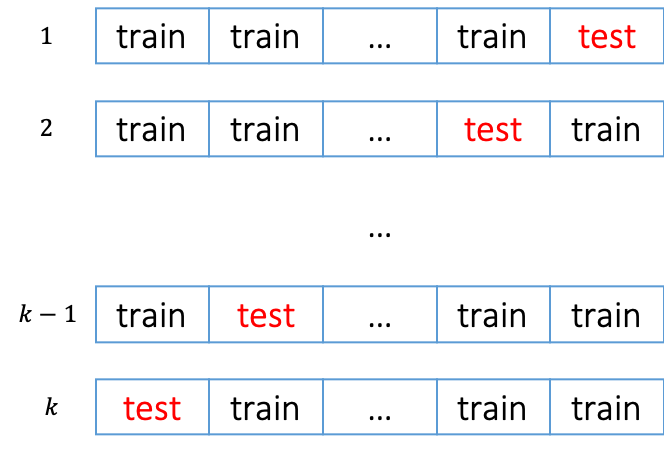 1 train train ... train test
2 train train ... test train
...
k − 1 train test ... train train
k test train ... train train